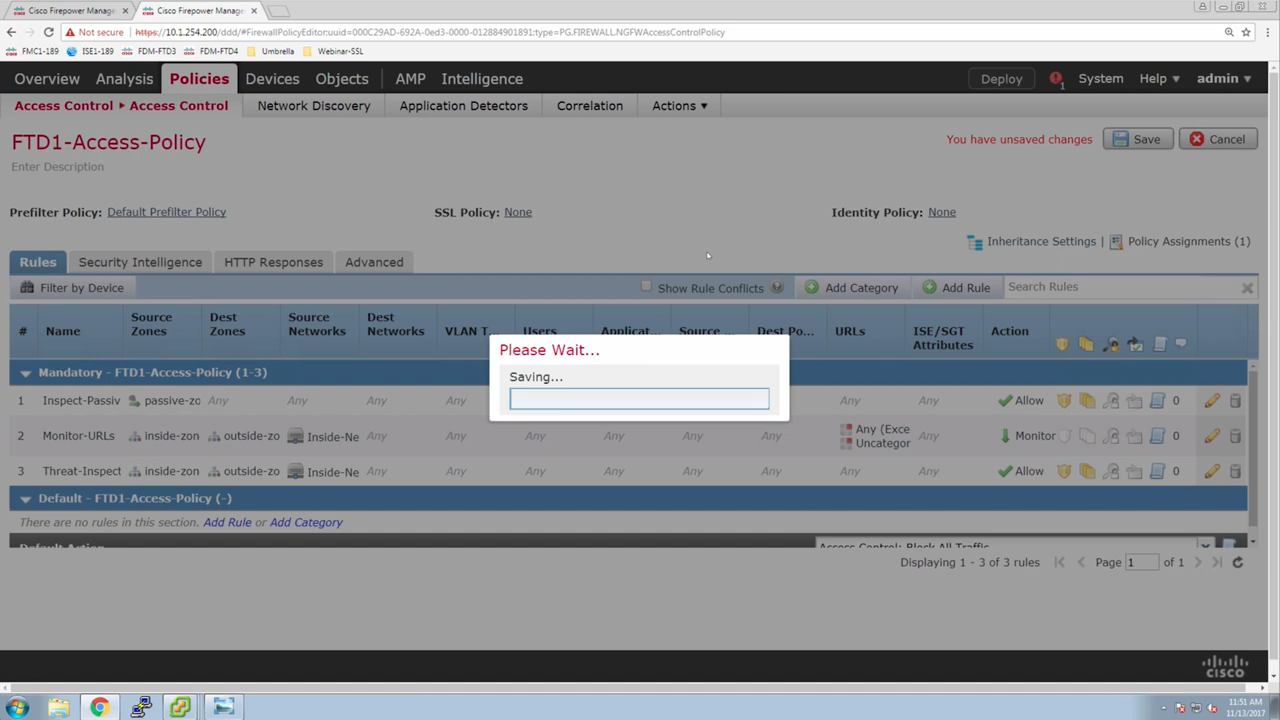 Cisco Firepower Manage
Cisco Firepower Manage
Not secure https://10.1.254.200/ddd/#FirewallPolicyEditor:uuid=000C29AD-692A-0ed3-0000-012884901891;type=PG.FIREWALL.NGFWAccessControlPolicy
FMC1-189 ISE1-189 FDM-FTD3 FDM-FTD4 Umbrella Webinar-SSL
Overview Analysis Policies Devices Objects AMP Intelligence Deploy 1 System Help admin
Access Control Access Control Network Discovery Application Detectors Correlation Actions
FTD1-Access-Policy You have unsaved changes Save Cancel
Enter Description
Prefilter Policy: Default Prefilter Policy SSL Policy: None Identity Policy: None
Inheritance Settings | Policy Assignments (1)
Rules Security Intelligence HTTP Responses Advanced
Filter by Device Show Rule Conflicts Add Category Add Rule Search Rules
# Name Source Zones Dest Zones Source Networks Dest Networks VLAN T... Users Applicat... Source ... Dest Po... URLs ISE/SGT Attributes Action
Please Wait...
Saving...
Mandatory - FTD1-Access-Policy (1-3)
1 Inspect-Passiv passive-zo Any Any Any Any Any Allow 0
2 Monitor-URLs inside-zon outside-zo Inside-Ne Any Any Any Any Any Any Any (Exce Uncategor Any Monitor 0
3 Threat-Inspect inside-zon outside-zo Inside-Ne Any Any Any Any Any Any Any Any Allow 0
Default - FTD1-Access-Policy (-)
There are no rules in this section. Add Rule or Add Category
Default Action Access Control: Block All Traffic
Displaying 1 - 3 of 3 rules Page 1 of 1
CISCO
11:51 AM
11/13/2017